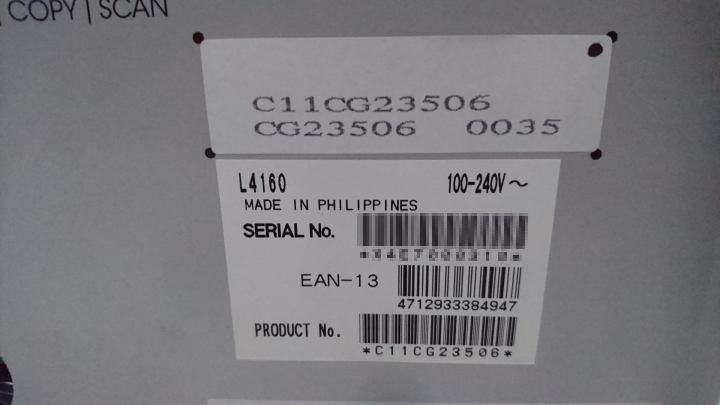 COPY | SCAN
C11CG23506
CG23506 0035
L4160 100-240V～
MADE IN PHILIPPINES
SERIAL No.
EAN-13
4712933384947
PRODUCT No.
*C11CG23506*